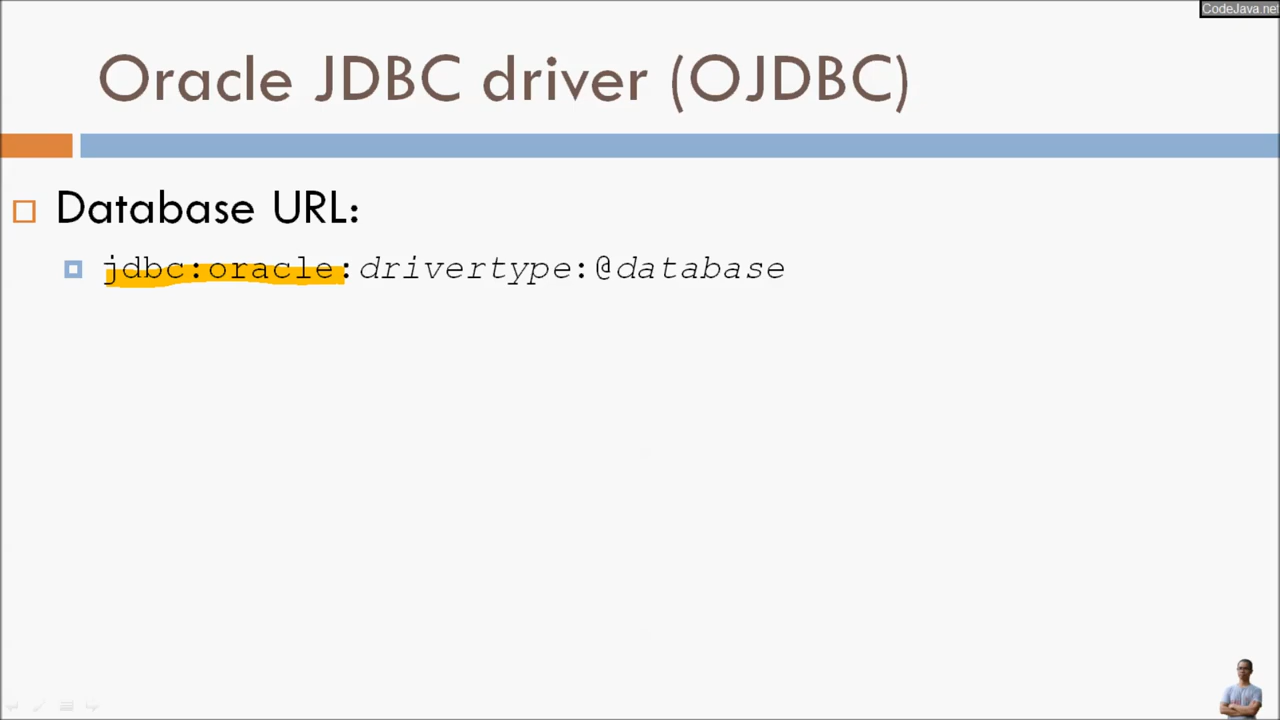 CodeJava.net
Oracle JDBC driver (OJDBC)
Database URL:
jdbc:oracle:drivertype:@database